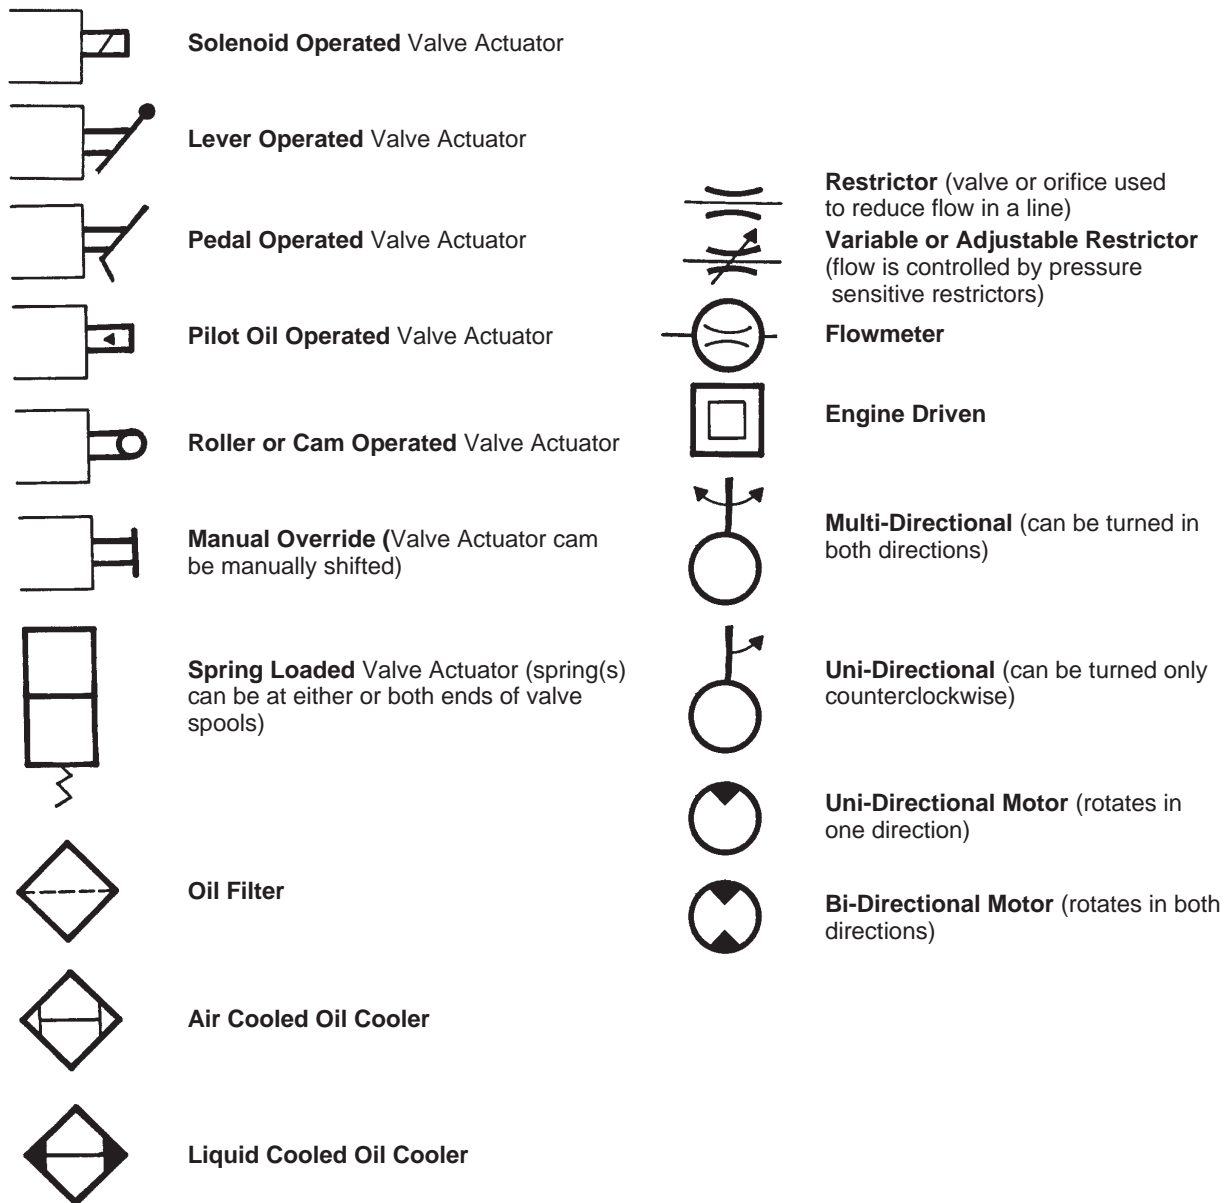 Solenoid Operated Valve Actuator
Lever Operated Valve Actuator
Pedal Operated Valve Actuator
Pilot Oil Operated Valve Actuator
Roller or Cam Operated Valve Actuator
Manual Override (Valve Actuator cam
be manually shifted)
Spring Loaded Valve Actuator (spring(s)
can be at either or both ends of valve
spools)
Oil Filter
Air Cooled Oil Cooler
Liquid Cooled Oil Cooler
Restrictor (valve or orifice used
to reduce flow in a line)
Variable or Adjustable Restrictor
(flow is controlled by pressure
sensitive restrictors)
Flowmeter
Engine Driven
Multi-Directional (can be turned in
both directions)
Uni-Directional (can be turned only
counterclockwise)
Uni-Directional Motor (rotates in
one direction)
Bi-Directional Motor (rotates in both
directions)